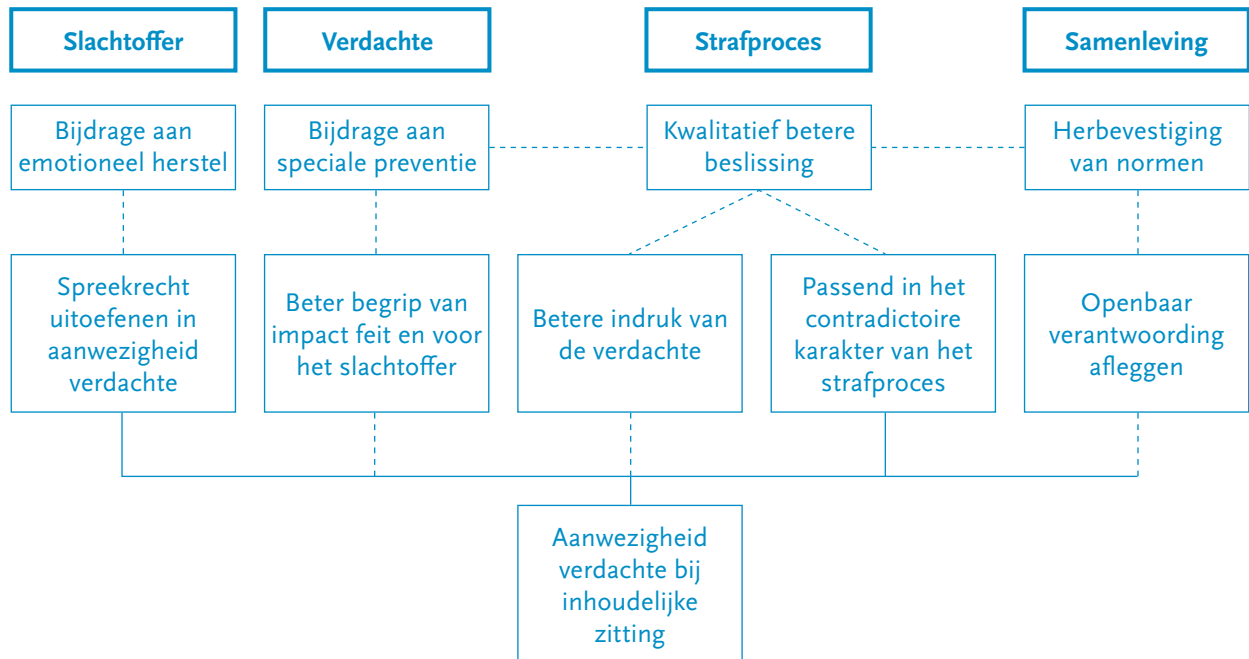 Slachtoffer
Verdachte
Strafproces
Samenleving
Bijdrage aan
emotioneel herstel
Bijdrage aan
speciale preventie
Kwalitatief betere
beslissing
Herbevestiging
van normen
Spreekrecht
uitoefenen in
aanwezigheid
verdachte
Beter begrip van
impact feit en voor
het slachtoffer
Betere indruk van
de verdachte
Passend in het
contradictoire
karakter van het
strafproces
Openbaar
verantwoording
afleggen
Aanwezigheid
verdachte bij
inhoudelijke
zitting